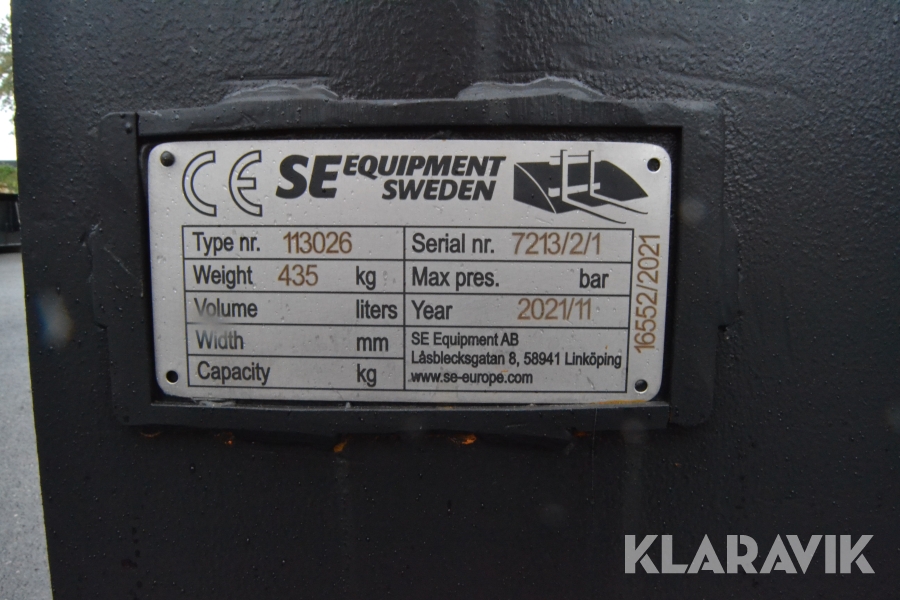 CE SE EQUIPMENT
SWEDEN
Type nr. 113026 Serial nr. 7213/2/1
Weight 435 kg Max pres. bar
Volume liters Year 2021/11
Width mm SE Equipment AB
Låsblecksgatan 8, 58941 Linköping
Capacity kg www.se-europe.com
16552/2021
KLARAVIK